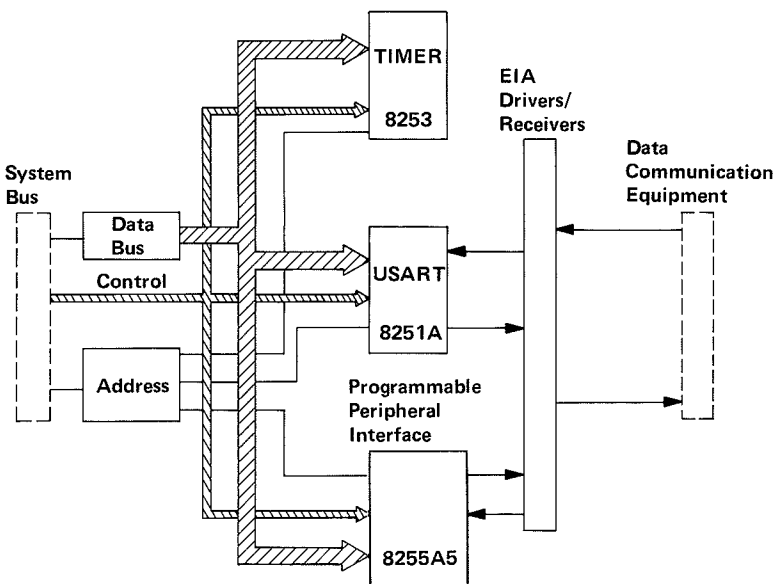 TIMER
8253
EIA
Drivers/
Receivers
System
Bus
Data
Communication
Equipment
Data
Bus
Control
USART
8251A
Address
Programmable
Peripheral
Interface
8255A5